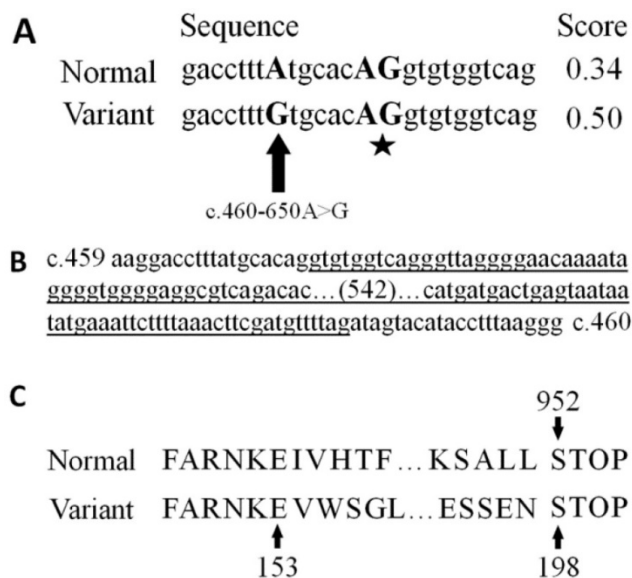 A
Sequence Score
Normal gacctttAtgcacAGgtgtggtcag 0.34
Variant gacctttGtgcacAGgtgtggtcag 0.50
★
c.460-650A>G
B c.459 aaggacctttatgcacaggtgtggtcagggttaggggaacaaaata
ggggtggggaggcgtcagacac...(542)...catgatgactgagtaataa
tatgaaattcttttaaacttcgatgttttagatagtacatacctttaaggg c.460
C
952
Normal FARNKEIVHTF...KSALL STOP
Variant FARNKEVWSGL...ESSEN STOP
153 198